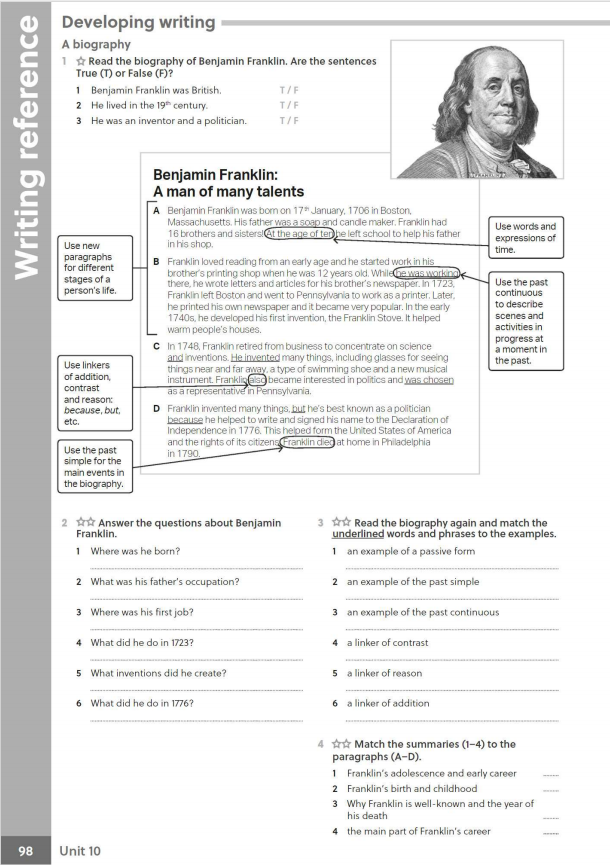 Writing reference
Developing writing
A biography
1 ☆ Read the biography of Benjamin Franklin. Are the sentences
True (T) or False (F)?
1 Benjamin Franklin was British. T / F
2 He lived in the 19th century. T / F
3 He was an inventor and a politician. T / F
Benjamin Franklin:
A man of many talents
A Benjamin Franklin was born on 17th January, 1706 in Boston,
Massachusetts. His father was a soap and candle maker. Franklin had
16 brothers and sisters! At the age of ten he left school to help his father
in his shop.
B Franklin loved reading from an early age and he started work in his
brother's printing shop when he was 12 years old. While he was working
there, he wrote letters and articles for his brother's newspaper. In 1723,
Franklin left Boston and went to Pennsylvania to work as a printer. Later,
he printed his own newspaper and it became very popular. In the early
1740s, he developed his first invention, the Franklin Stove. It helped
warm people's houses.
C In 1748, Franklin retired from business to concentrate on science
and inventions. He invented many things, including glasses for seeing
things near and far away, a type of swimming shoe and a new musical
instrument. Franklin also became interested in politics and was chosen
as a representative in Pennsylvania.
D Franklin invented many things, but he's best known as a politician
because he helped to write and signed his name to the Declaration of
Independence in 1776. This helped form the United States of America
and the rights of its citizens. Franklin died at home in Philadelphia
in 1790.
Use new
paragraphs
for different
stages of a
person's life.
Use linkers
of addition,
contrast
and reason:
because, but,
etc.
Use the past
simple for the
main events in
the biography.
Use words and
expressions of
time.
Use the past
continuous
to describe
scenes and
activities in
progress at
a moment in
the past.
2 ☆☆ Answer the questions about Benjamin
Franklin.
1 Where was he born?
2 What was his father's occupation?
3 Where was his first job?
4 What did he do in 1723?
5 What inventions did he create?
6 What did he do in 1776?
3 ☆☆ Read the biography again and match the
underlined words and phrases to the examples.
1 an example of a passive form
2 an example of the past simple
3 an example of the past continuous
4 a linker of contrast
5 a linker of reason
6 a linker of addition
4 ☆☆ Match the summaries (1–4) to the
paragraphs (A–D).
1 Franklin's adolescence and early career
2 Franklin's birth and childhood
3 Why Franklin is well-known and the year of
his death
4 the main part of Franklin's career
98 Unit 10